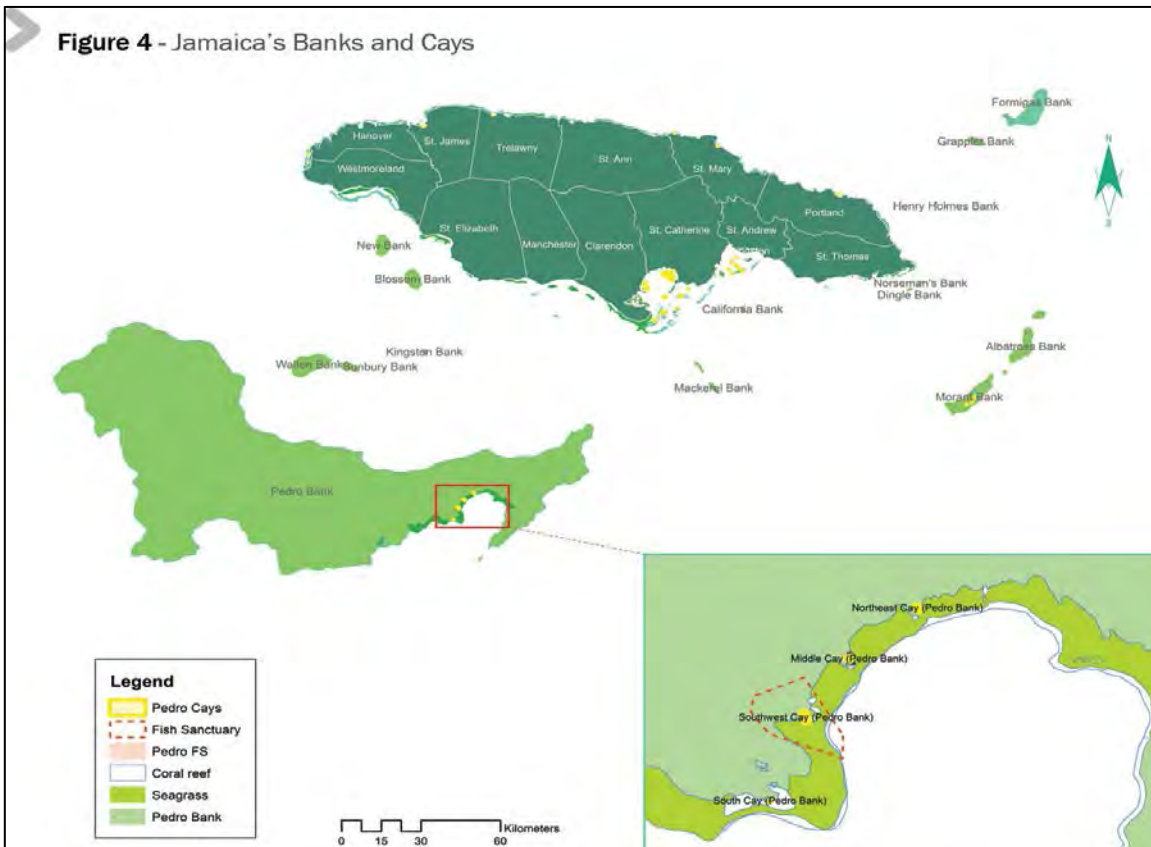 Figure 4 - Jamaica's Banks and Cays
Formigas Bank
Grapplers Bank
N
S
Hanover
St. James
Trelawny
St. Ann
St. Mary
Westmoreland
Portland
Henry Holmes Bank
St. Elizabeth
Manchester
Clarendon
St. Catherine
St. Andrew
St. Thomas
New Bank
Blossom Bank
Norseman's Bank
Dingle Bank
California Bank
Albatross Bank
Kingston Bank
Walton Bank
Sunbury Bank
Mackerel Bank
Morant Bank
Pedro Bank
Northeast Cay (Pedro Bank)
Middle Cay (Pedro Bank)
Southwest Cay (Pedro Bank)
South Cay (Pedro Bank)
Legend
Pedro Cays
Fish Sanctuary
Pedro FS
Coral reef
Seagrass
Pedro Bank
Kilometers
0 15 30 60